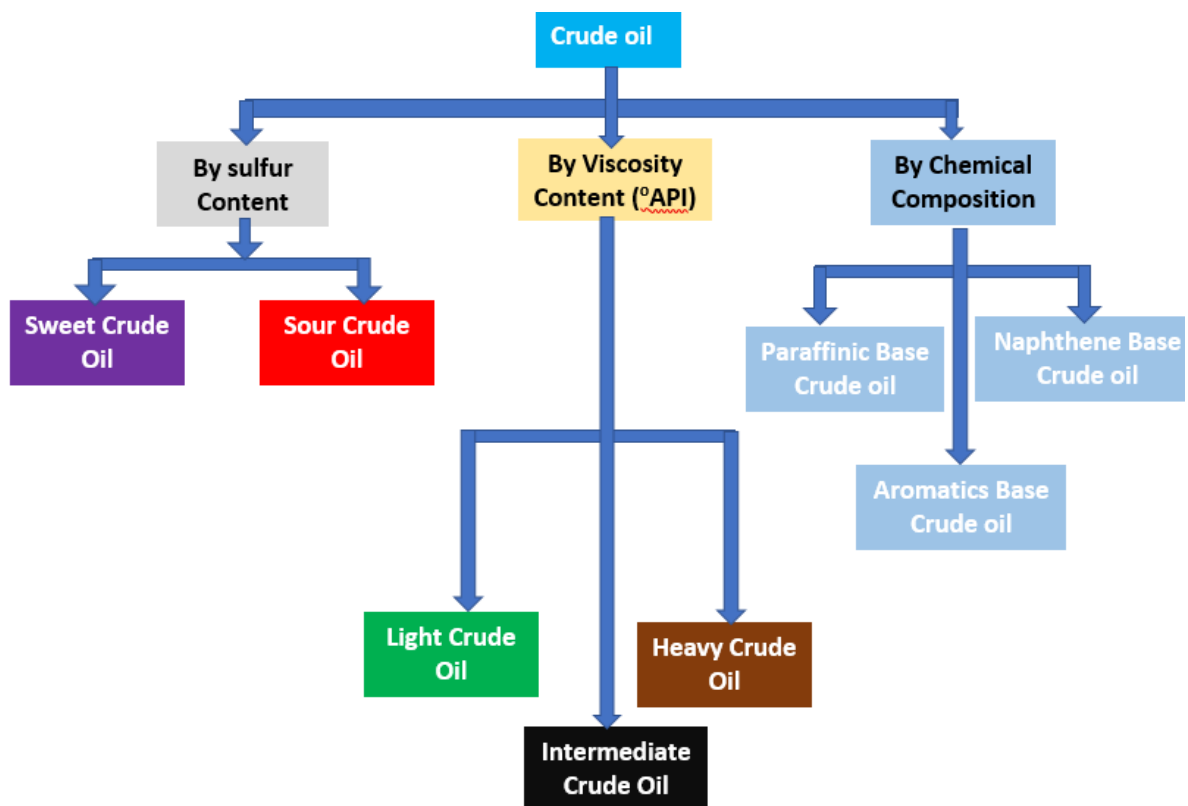 Crude oil
By sulfur
Content
By Viscosity
Content (⁰API)
By Chemical
Composition
Sweet Crude
Oil
Sour Crude
Oil
Paraffinic Base
Crude oil
Naphthene Base
Crude oil
Aromatics Base
Crude oil
Light Crude
Oil
Heavy Crude
Oil
Intermediate
Crude Oil